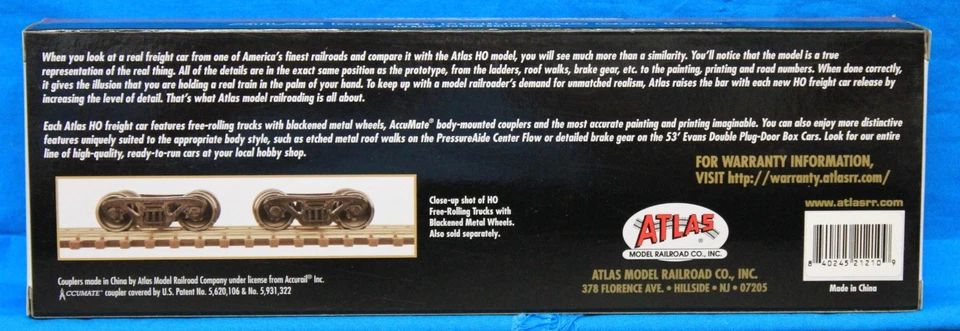 When you look at a real freight car from one of America's finest railroads and compare it with the Atlas HO model, you will see much more than a similarity. You'll notice that the model is a true
representation of the real thing. All of the details are in the exact same position as the prototype, from the ladders, roof walks, brake gear, etc. to the painting, printing and road numbers. When done correctly,
it gives the illusion that you are holding a real train in the palm of your hand. To keep up with a model railroader's demand for unmatched realism, Atlas raises the bar with each new HO freight car release by
increasing the level of detail. That's what Atlas model railroading is all about.
Each Atlas HO freight car features free-rolling trucks with blackened metal wheels, AccuMate® body-mounted couplers and the most accurate painting and printing imaginable. You can also enjoy more distinctive
features uniquely suited to the appropriate body style, such as etched metal roof walks on the PressureAide Center Flow or detailed brake gear on the 53' Evans Double Plug-Door Box Cars. Look for our entire
line of high-quality, ready-to-run cars at your local hobby shop.
FOR WARRANTY INFORMATION,
VISIT http://warranty.atlasrr.com/
Close-up shot of HO
Free-Rolling Trucks with
Blackened Metal Wheels.
Also sold separately.
www.atlasrr.com
ATLAS ®
MODEL RAILROAD CO., INC.
8 40245 21210 9
Couplers made in China by Atlas Model Railroad Company under license from Accurail® Inc.
ACCUMATE® coupler covered by U.S. Patent No. 5,620,106 & No. 5,931,322
ATLAS MODEL RAILROAD CO., INC.
378 FLORENCE AVE. • HILLSIDE • NJ • 07205
Made in China